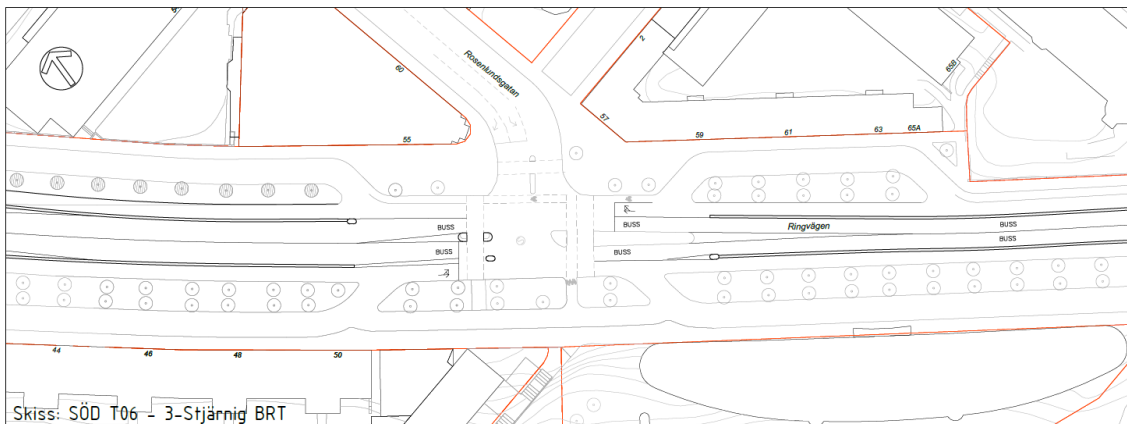 60
Rosenlundsgatan
2
65B
57
55
59
61
63
65A
BUSS
BUSS
Ringvägen
BUSS
BUSS
BUSS
BUSS
44
46
48
50
Skiss: SÖD T06 - 3-Stjärnig BRT